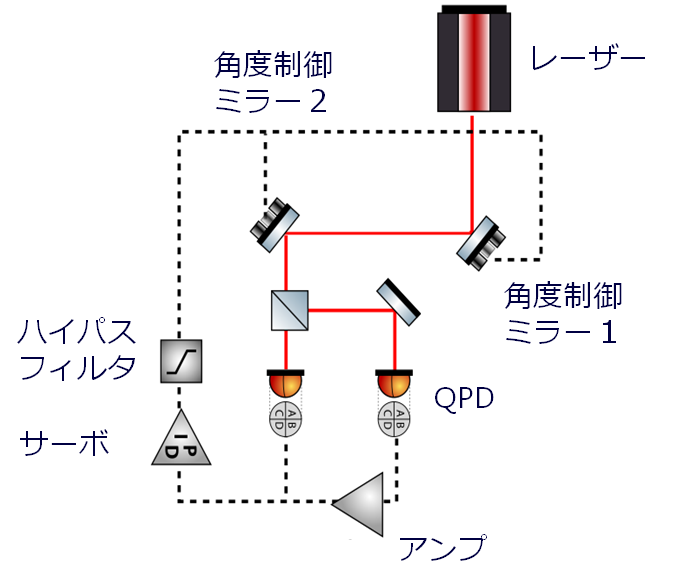 レーザー
角度制御
ミラー２
角度制御
ミラー１
ハイパス
フィルタ
QPD
A B
C D
A B
C D
サーボ
P I D
アンプ